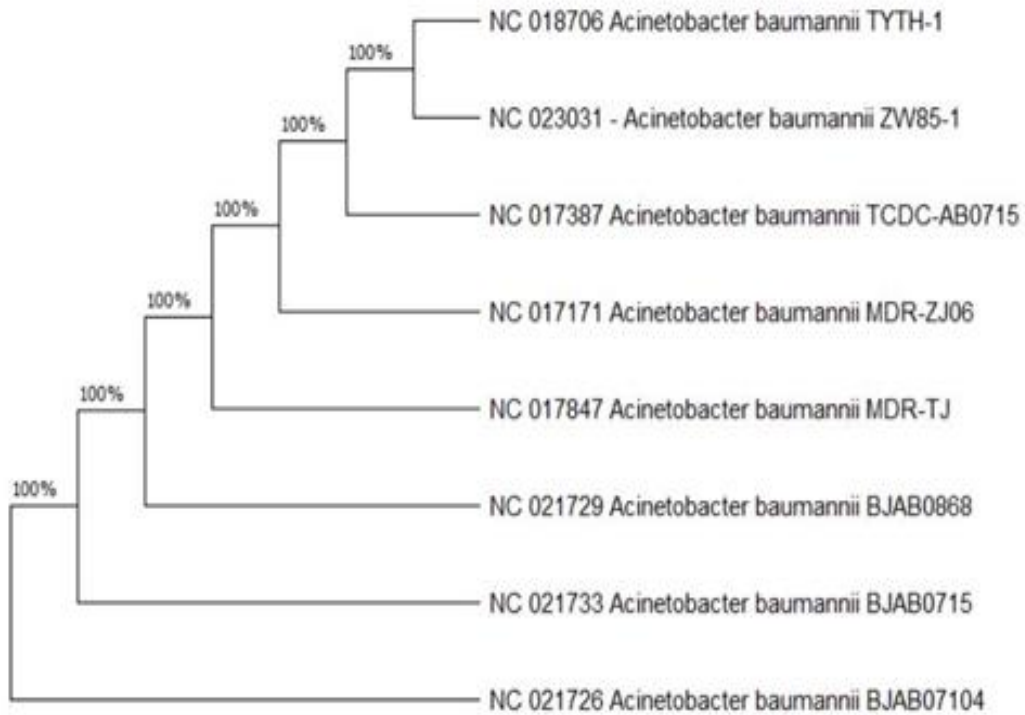 NC 018706 Acinetobacter baumannii TYTH-1
100%
NC 023031 - Acinetobacter baumannii ZW85-1
100%
NC 017387 Acinetobacter baumannii TCDC-AB0715
100%
NC 017171 Acinetobacter baumannii MDR-ZJ06
100%
NC 017847 Acinetobacter baumannii MDR-TJ
100%
NC 021729 Acinetobacter baumannii BJAB0868
100%
NC 021733 Acinetobacter baumannii BJAB0715
NC 021726 Acinetobacter baumannii BJAB07104